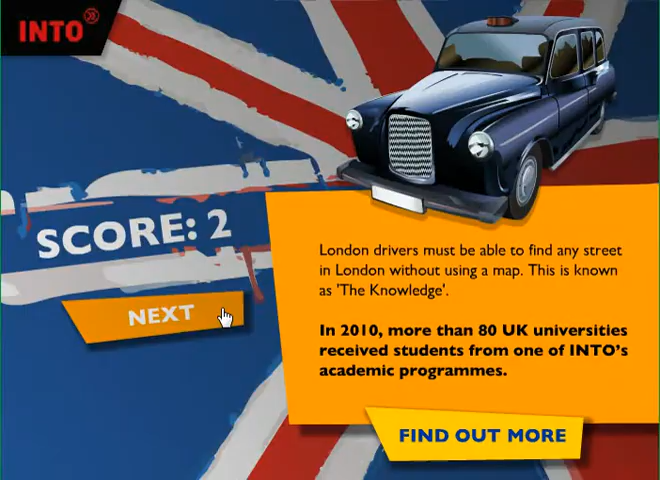 INTO
SCORE: 2
NEXT
London drivers must be able to find any street
in London without using a map. This is known
as 'The Knowledge'.
In 2010, more than 80 UK universities
received students from one of INTO's
academic programmes.
FIND OUT MORE